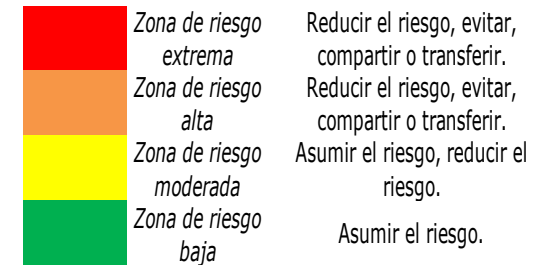 Zona de riesgo
extrema
Reducir el riesgo, evitar,
compartir o transferir.
Zona de riesgo
alta
Reducir el riesgo, evitar,
compartir o transferir.
Zona de riesgo
moderada
Asumir el riesgo, reducir el
riesgo.
Zona de riesgo
baja
Asumir el riesgo.